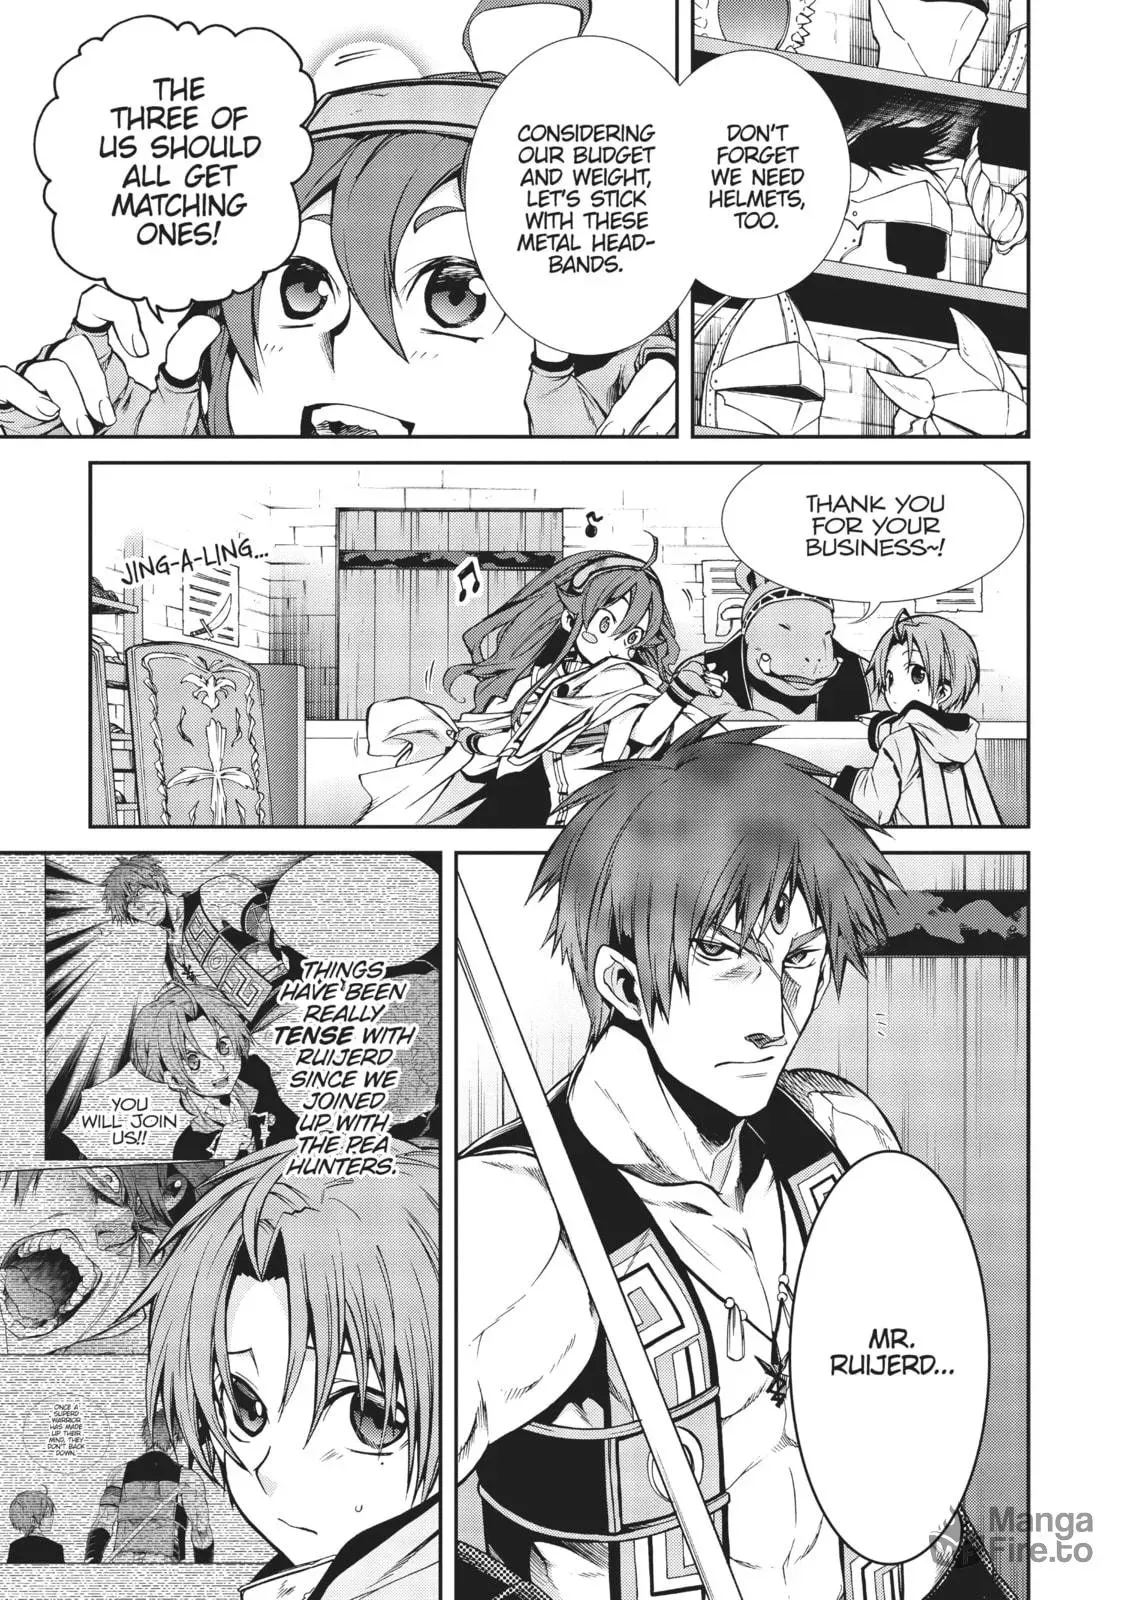 DON'T
FORGET
WE NEED
HELMETS,
TOO.
CONSIDERING
OUR BUDGET
AND WEIGHT,
LET'S STICK
WITH THESE
METAL HEAD-
BANDS.
THE
THREE OF
US SHOULD
ALL GET
MATCHING
ONES!
THANK YOU
FOR YOUR
BUSINESS~!
JING-A-LING...
MR.
RUIJERD...
THINGS
HAVE BEEN
REALLY
TENSE WITH
RUIJERD
SINCE WE
JOINED
UP WITH
THE PEA
HUNTERS.
YOU
WILL JOIN
US!!
ONCE A
SUPERD
WARRIOR
HAS MADE
UP THEIR
MIND, THEY
DON'T BACK
DOWN.
Manga
Fire.to